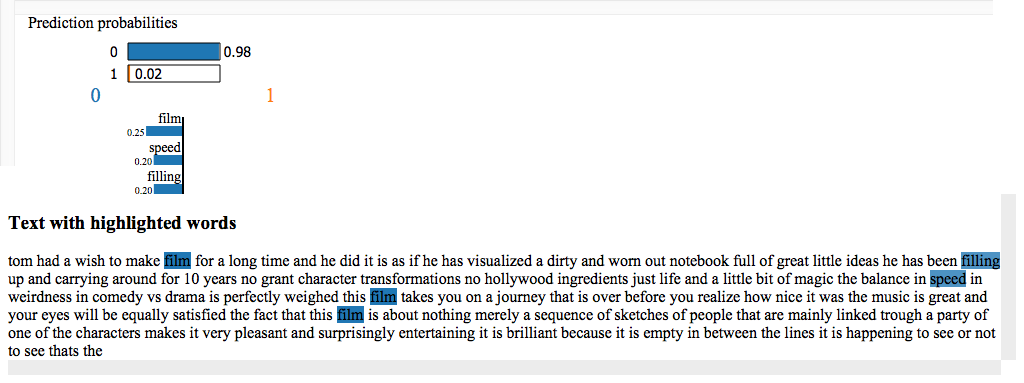 Prediction probabilities
0 0.98
1 0.02
0 1
film
0.25
speed
0.20
filling
0.20
Text with highlighted words
tom had a wish to make film for a long time and he did it is as if he has visualized a dirty and worn out notebook full of great little ideas he has been filling
up and carrying around for 10 years no grant character transformations no hollywood ingredients just life and a little bit of magic the balance in speed in
weirdness in comedy vs drama is perfectly weighed this film takes you on a journey that is over before you realize how nice it was the music is great and
your eyes will be equally satisfied the fact that this film is about nothing merely a sequence of sketches of people that are mainly linked trough a party of
one of the characters makes it very pleasant and surprisingly entertaining it is brilliant because it is empty in between the lines it is happening to see or not
to see thats the